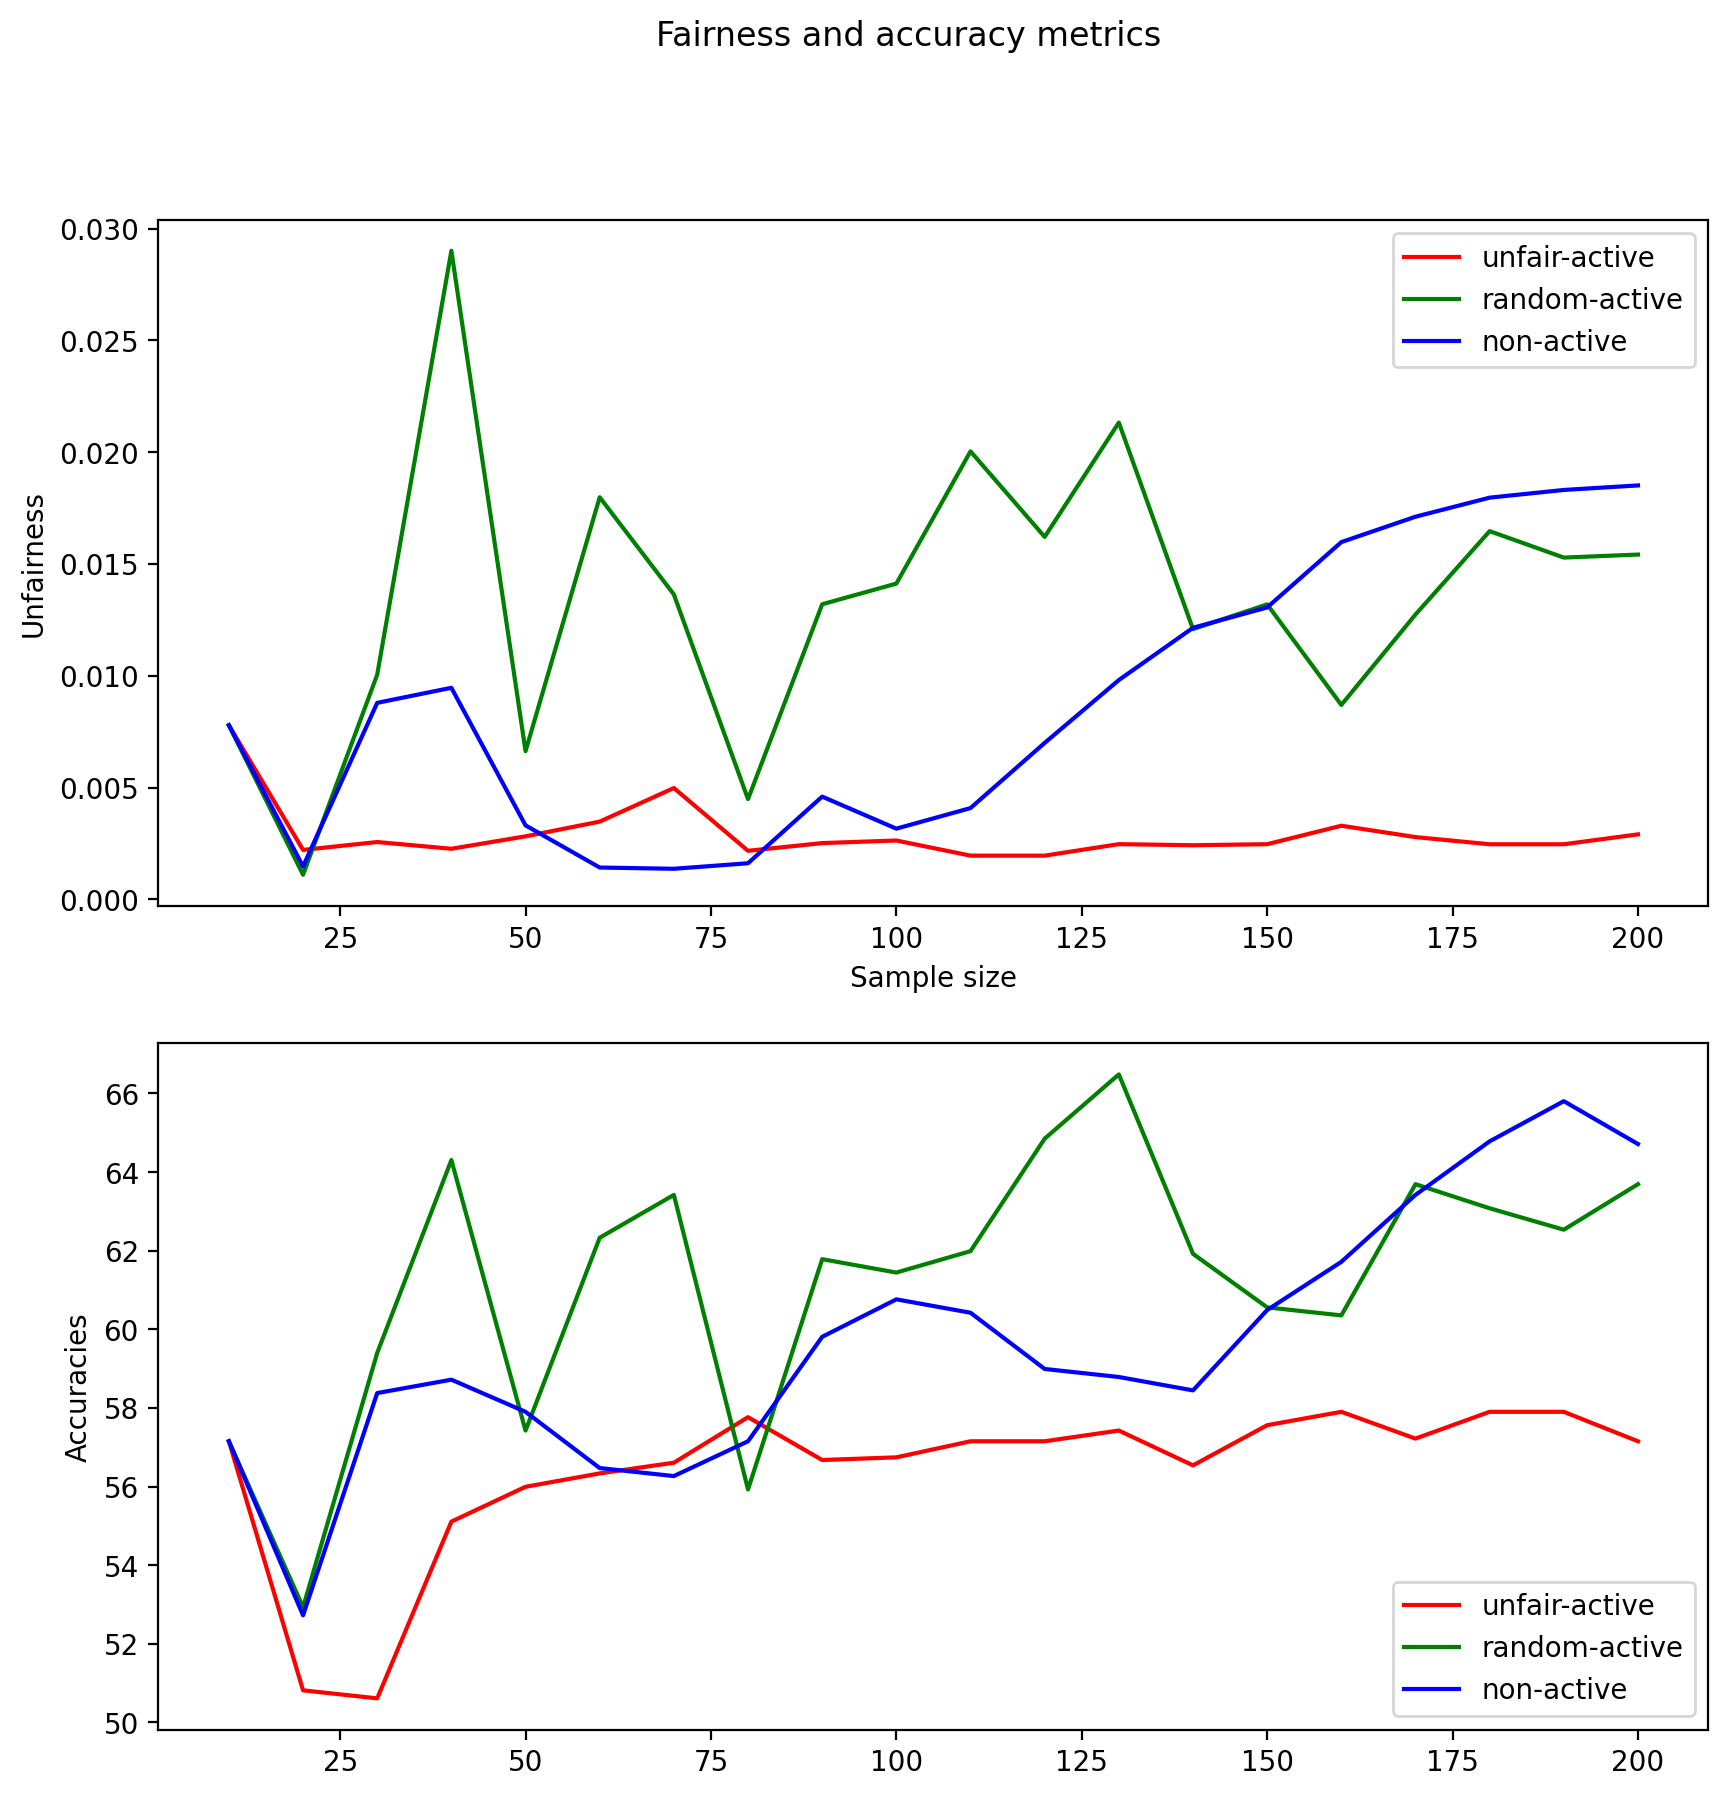 Fairness and accuracy metrics
0.030
0.025
0.020
0.015
0.010
0.005
0.000
Unfairness
unfair-active
random-active
non-active
25 50 75 100 125 150 175 200
Sample size
66
64
62
60
58
56
54
52
50
Accuracies
unfair-active
random-active
non-active
25 50 75 100 125 150 175 200